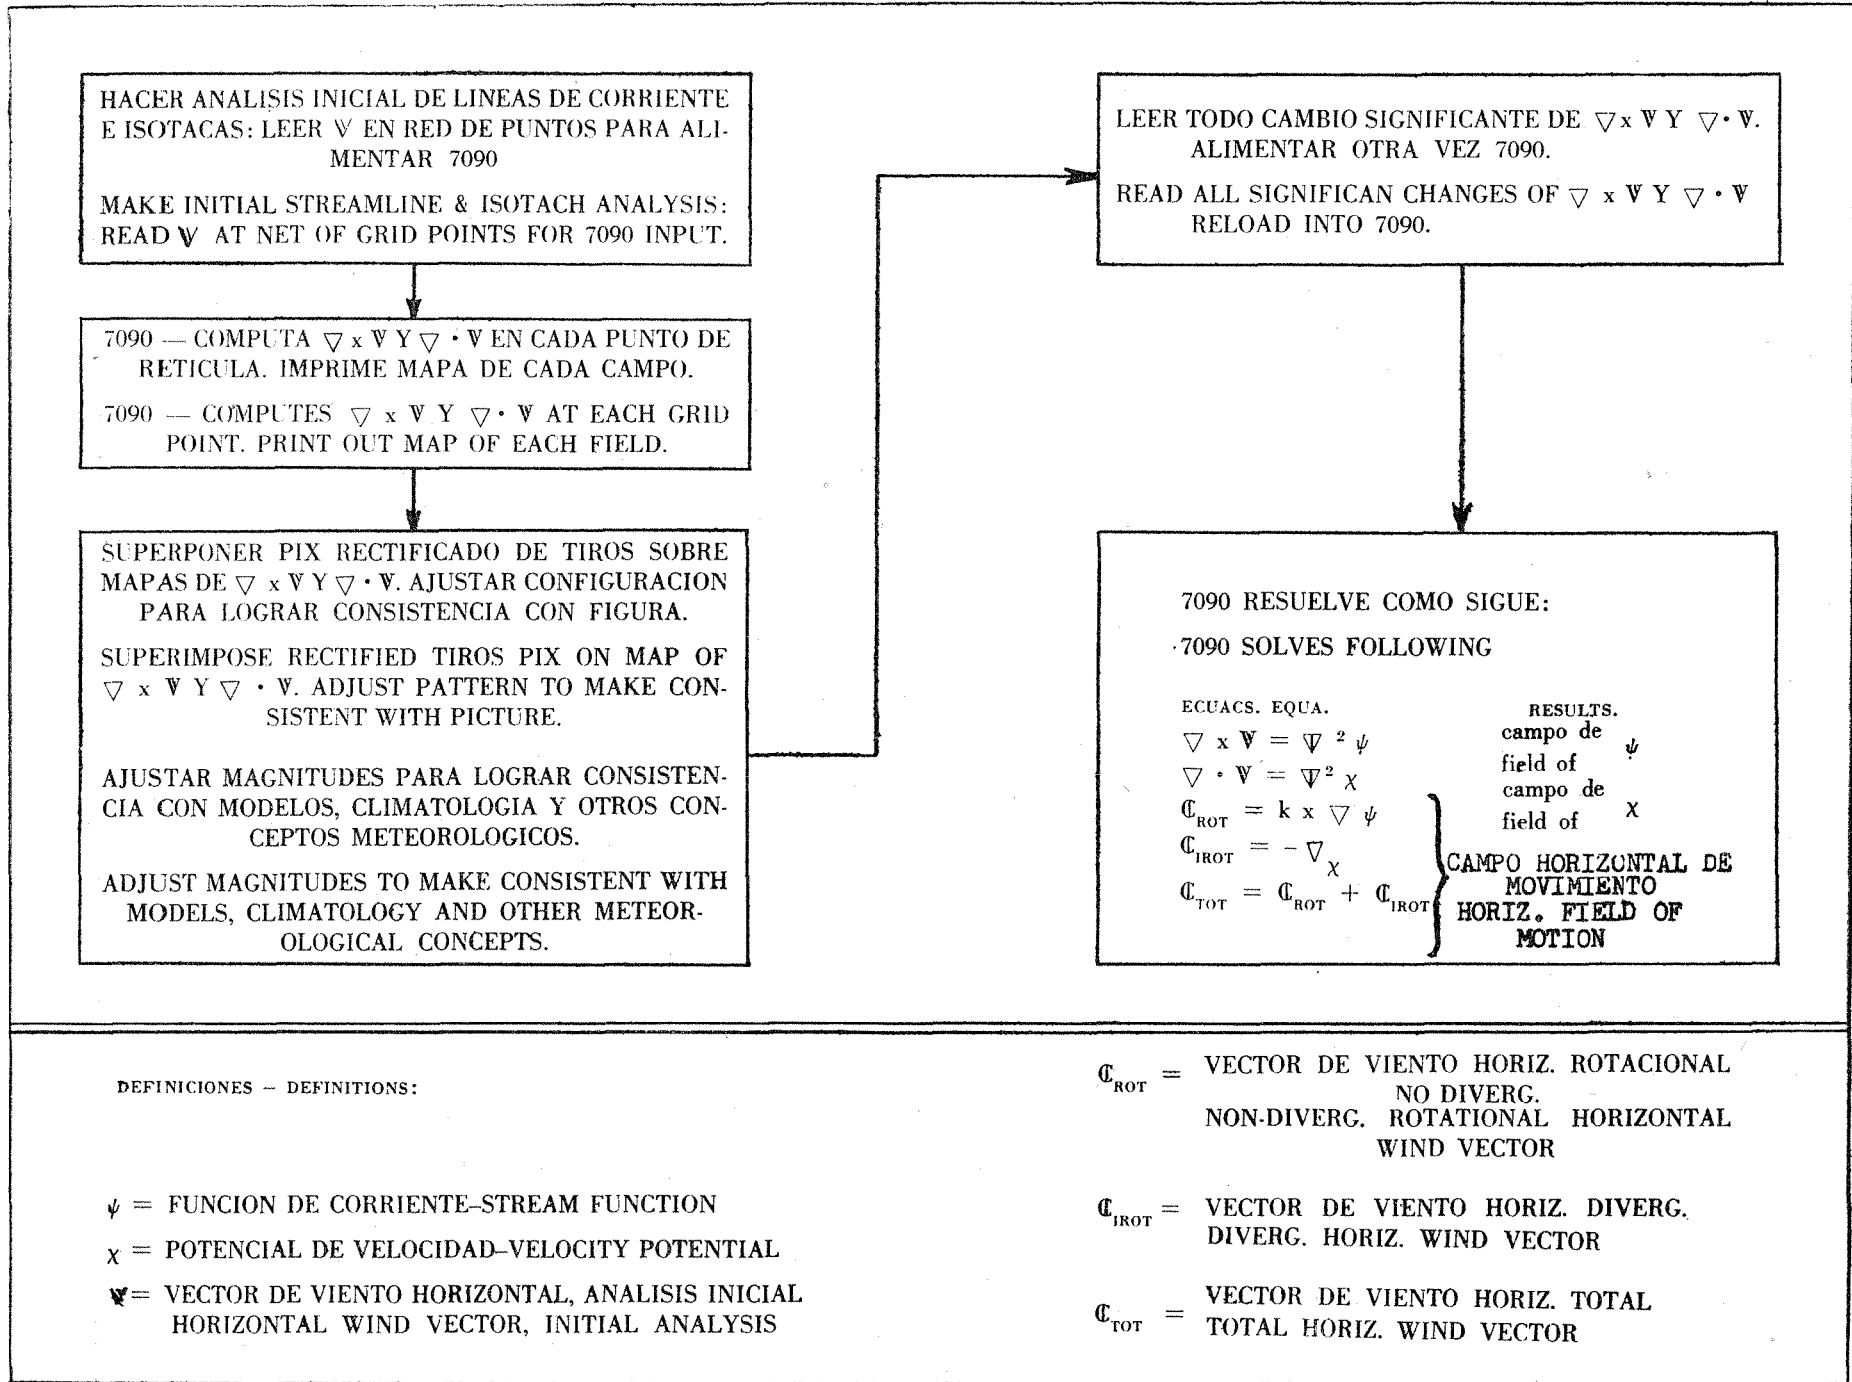 HACER ANALISIS INICIAL DE LINEAS DE CORRIENTE
E ISOTACAS: LEER 𝕍 EN RED DE PUNTOS PARA ALI-
MENTAR 7090
MAKE INITIAL STREAMLINE & ISOTACH ANALYSIS:
READ 𝕍 AT NET OF GRID POINTS FOR 7090 INPUT.
7090 — COMPUTA ▽ x 𝕍 Y ▽ • 𝕍 EN CADA PUNTO DE
RETICULA. IMPRIME MAPA DE CADA CAMPO.
7090 — COMPUTES ▽ x 𝕍 Y ▽ • 𝕍 AT EACH GRID
POINT. PRINT OUT MAP OF EACH FIELD.
SUPERPONER PIX RECTIFICADO DE TIROS SOBRE
MAPAS DE ▽ x 𝕍 Y ▽ • 𝕍. AJUSTAR CONFIGURACION
PARA LOGRAR CONSISTENCIA CON FIGURA.
SUPERIMPOSE RECTIFIED TIROS PIX ON MAP OF
▽ x 𝕍 Y ▽ • 𝕍. ADJUST PATTERN TO MAKE CON-
SISTENT WITH PICTURE.
AJUSTAR MAGNITUDES PARA LOGRAR CONSISTEN-
CIA CON MODELOS, CLIMATOLOGIA Y OTROS CON-
CEPTOS METEOROLOGICOS.
ADJUST MAGNITUDES TO MAKE CONSISTENT WITH
MODELS, CLIMATOLOGY AND OTHER METEOR-
OLOGICAL CONCEPTS.
LEER TODO CAMBIO SIGNIFICANTE DE ▽ x 𝕍 Y ▽ • 𝕍.
ALIMENTAR OTRA VEZ 7090.
READ ALL SIGNIFICAN CHANGES OF ▽ x 𝕍 Y ▽ • 𝕍
RELOAD INTO 7090.
7090 RESUELVE COMO SIGUE:
7090 SOLVES FOLLOWING
ECUACS. EQUA.
▽ x 𝕍 = ▽² ψ
▽ • 𝕍 = ▽² χ
ℂ_ROT = k x ▽ ψ
ℂ_IROT = – ▽χ
ℂ_TOT = ℂ_ROT + ℂ_IROT
RESULTS.
campo de
field of ψ
campo de
field of χ
CAMPO HORIZONTAL DE
MOVIMIENTO
HORIZ. FIELD OF
MOTION
DEFINICIONES – DEFINITIONS:
ψ = FUNCION DE CORRIENTE–STREAM FUNCTION
χ = POTENCIAL DE VELOCIDAD–VELOCITY POTENTIAL
𝕍 = VECTOR DE VIENTO HORIZONTAL, ANALISIS INICIAL
HORIZONTAL WIND VECTOR, INITIAL ANALYSIS
ℂ_ROT = VECTOR DE VIENTO HORIZ. ROTACIONAL
NO DIVERG.
NON-DIVERG. ROTATIONAL HORIZONTAL
WIND VECTOR
ℂ_IROT = VECTOR DE VIENTO HORIZ. DIVERG.
DIVERG. HORIZ. WIND VECTOR
ℂ_TOT = VECTOR DE VIENTO HORIZ. TOTAL
TOTAL HORIZ. WIND VECTOR